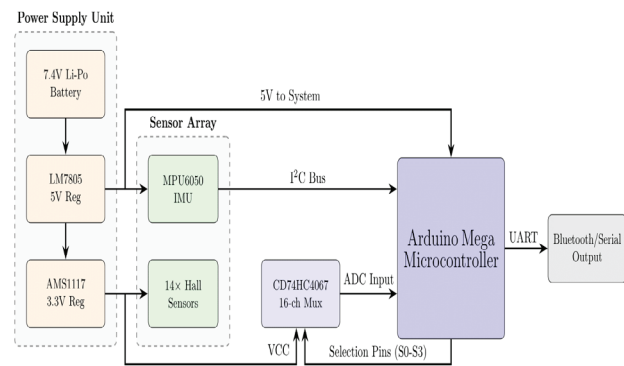 Power Supply Unit
7.4V Li-Po
Battery
5V to System
Sensor Array
LM7805
5V Reg
MPU6050
IMU
I²C Bus
Arduino Mega
Microcontroller
UART
Bluetooth/Serial
Output
AMS1117
3.3V Reg
14× Hall
Sensors
CD74HC4067
16-ch Mux
ADC Input
VCC
Selection Pins (S0-S3)